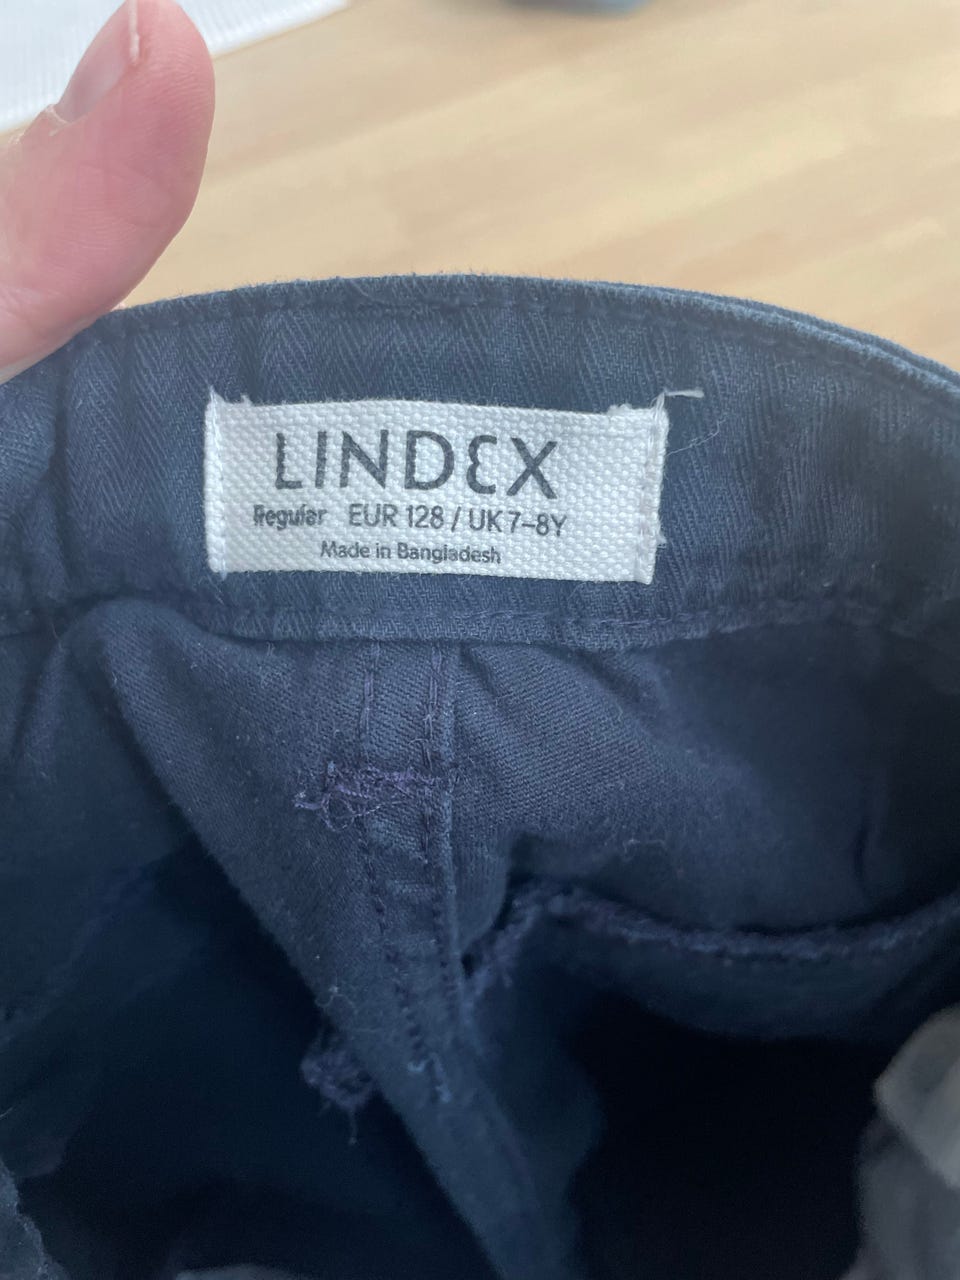 LINDEX
Regular EUR 128 / UK 7-8Y
Made in Bangladesh